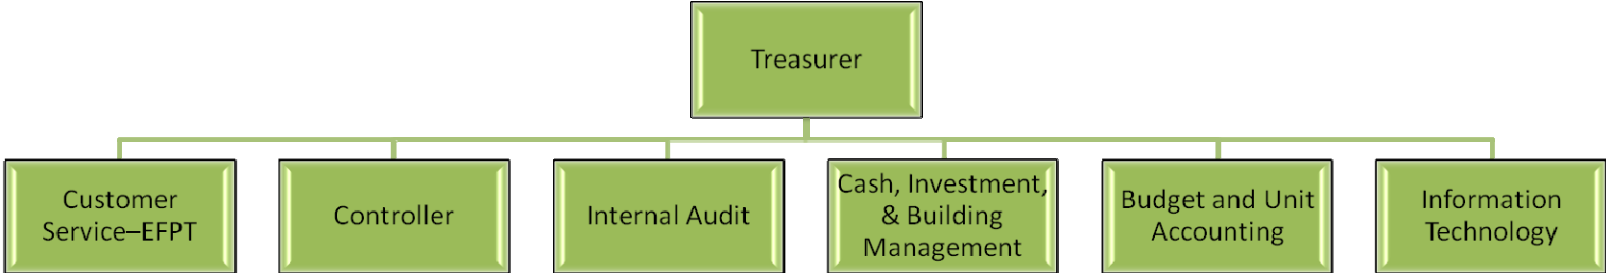 Treasurer
Customer
Service–EFPT
Controller
Internal Audit
Cash, Investment,
& Building
Management
Budget and Unit
Accounting
Information
Technology